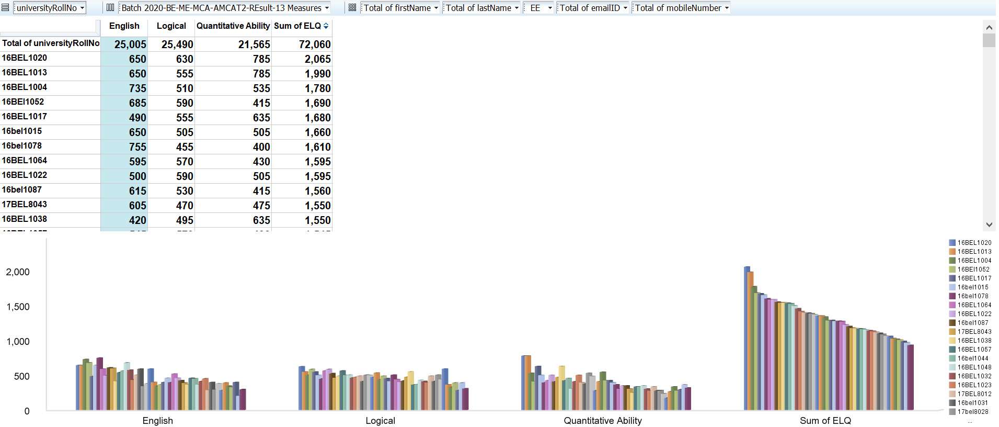 universityRollNo Batch 2020-BE-ME-MCA-AMCAT2-REsult-13 Measures Total of firstName Total of lastName EE Total of emailID Total of mobileNumber
English Logical Quantitative Ability Sum of ELQ
Total of universityRollNo 25,005 25,490 21,565 72,060
16BEL1020 650 630 785 2,065
16BEL1013 650 555 785 1,990
16BEL1004 735 510 535 1,780
16BEl1052 685 590 415 1,690
16BEL1017 490 555 635 1,680
16bel1015 650 505 505 1,660
16bel1078 755 455 400 1,610
16BEL1064 595 570 430 1,595
16BEL1022 500 590 505 1,595
16bel1087 615 530 415 1,560
17BEL8043 605 470 475 1,550
16BEL1038 420 495 635 1,550
2,000
1,500
1,000
500
0
English Logical Quantitative Ability Sum of ELQ
16BEL1020
16BEL1013
16BEL1004
16BEl1052
16BEL1017
16bel1015
16bel1078
16BEL1064
16BEL1022
16bel1087
17BEL8043
16BEL1038
16BEL1057
16bel1044
16BEL1048
16BEL1032
16BEL1023
17BEL8012
16bel1031
17bel8028
...